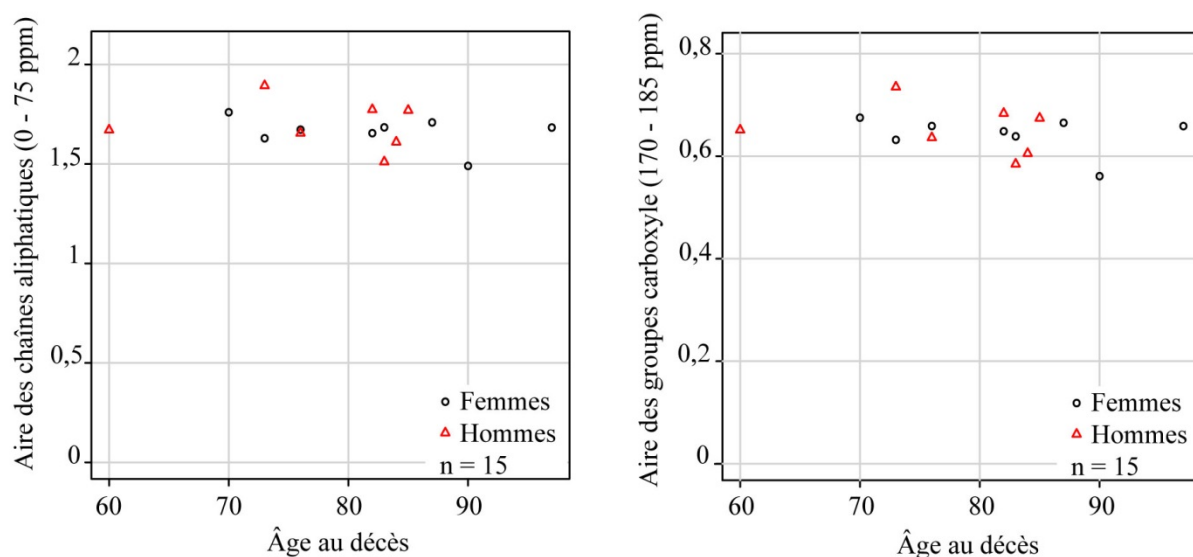 Aire des chaînes aliphatiques (0 - 75 ppm)
2
1,5
1
0,5
0
Femmes
Hommes
n = 15
60
70
80
90
Âge au décès
Aire des groupes carboxyle (170 - 185 ppm)
0,8
0,6
0,4
0,2
0
Femmes
Hommes
n = 15
60
70
80
90
Âge au décès